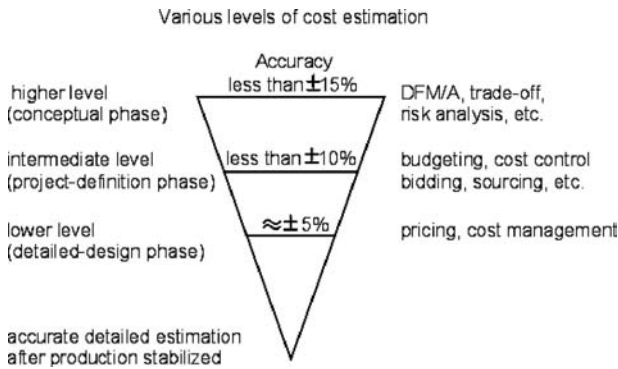 Various levels of cost estimation
Accuracy
less than ±15%
higher level
(conceptual phase)
DFM/A, trade-off,
risk analysis, etc.
less than ±10%
intermediate level
(project-definition phase)
budgeting, cost control
bidding, sourcing, etc.
≈± 5%
lower level
(detailed-design phase)
pricing, cost management
accurate detailed estimation
after production stabilized